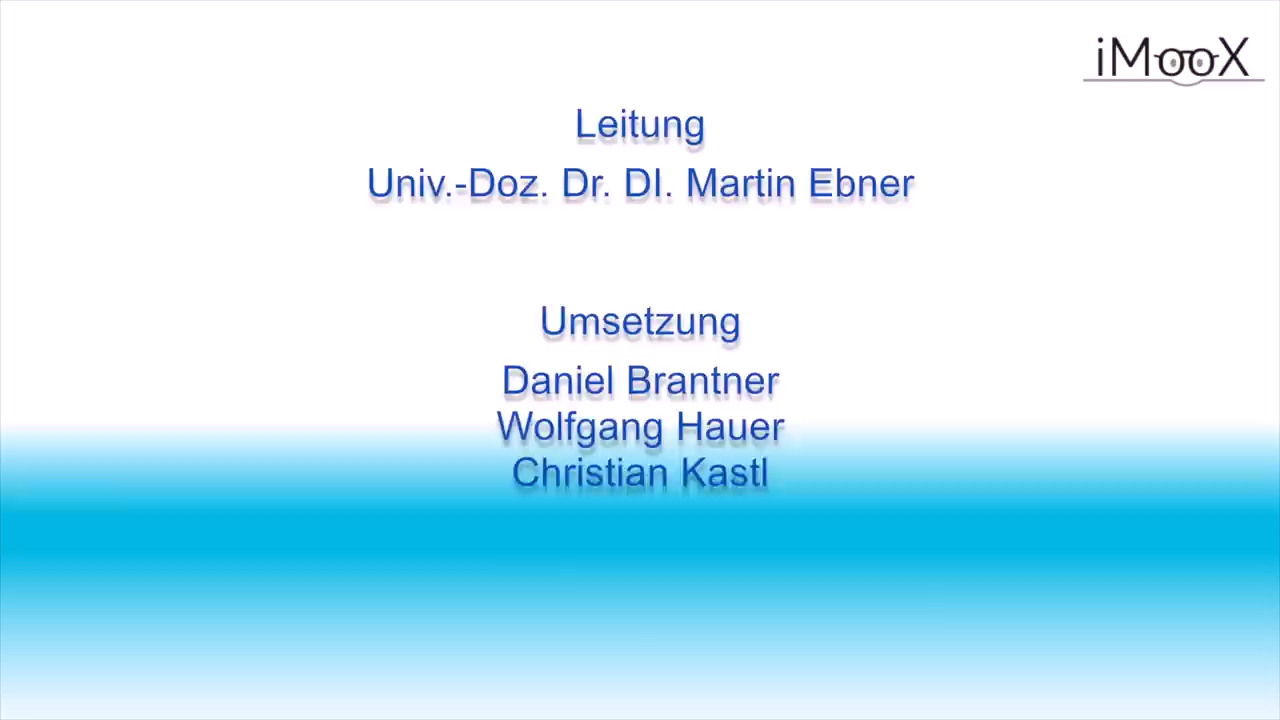 iMooX
Leitung
Univ.-Doz. Dr. DI. Martin Ebner
Umsetzung
Daniel Brantner
Wolfgang Hauer
Christian Kastl